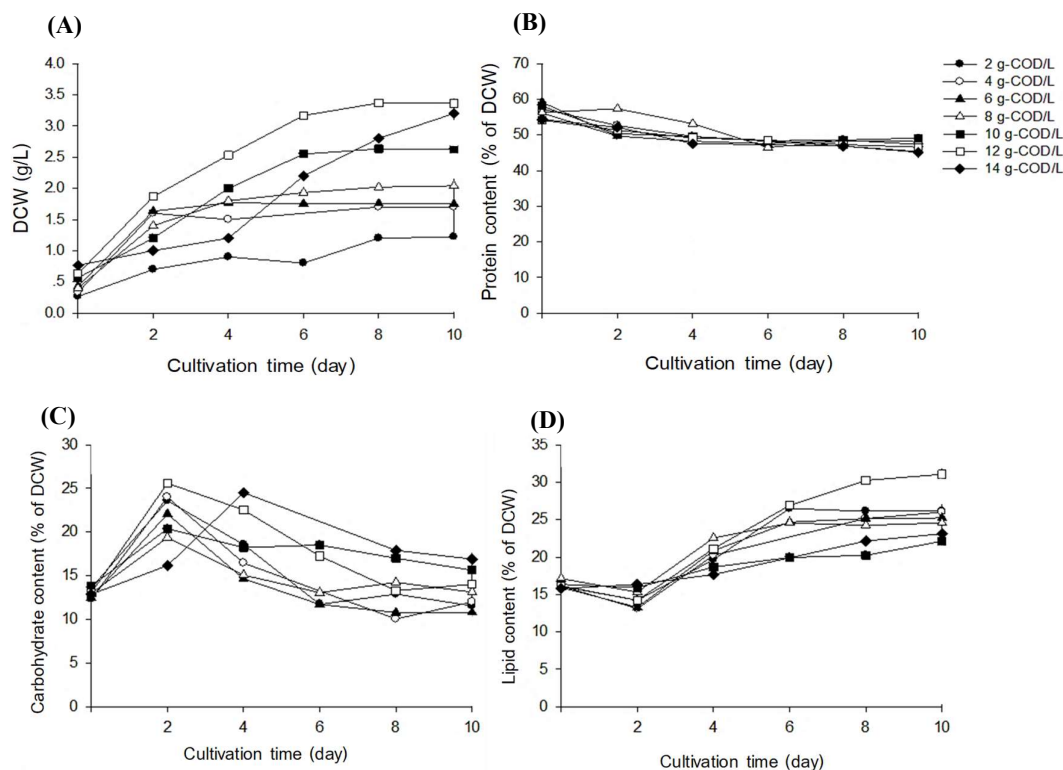 (A)
4.0
3.5
3.0
2.5
2.0
1.5
1.0
.5
0.0
DCW (g/L)
2 4 6 8 10
Cultivation time (day)
(B)
70
60
50
40
30
20
10
0
Protein content (% of DCW)
0 2 4 6 8 10
Cultivation time (day)
2 g-COD/L
4 g-COD/L
6 g-COD/L
8 g-COD/L
10 g-COD/L
12 g-COD/L
14 g-COD/L
(C)
30
25
20
15
10
5
0
Carbohydrate content (% of DCW)
2 4 6 8 10
Cultivation time (day)
(D)
35
30
25
20
15
10
5
0
Lipid content (% of DCW)
2 4 6 8 10
Cultivation time (day)